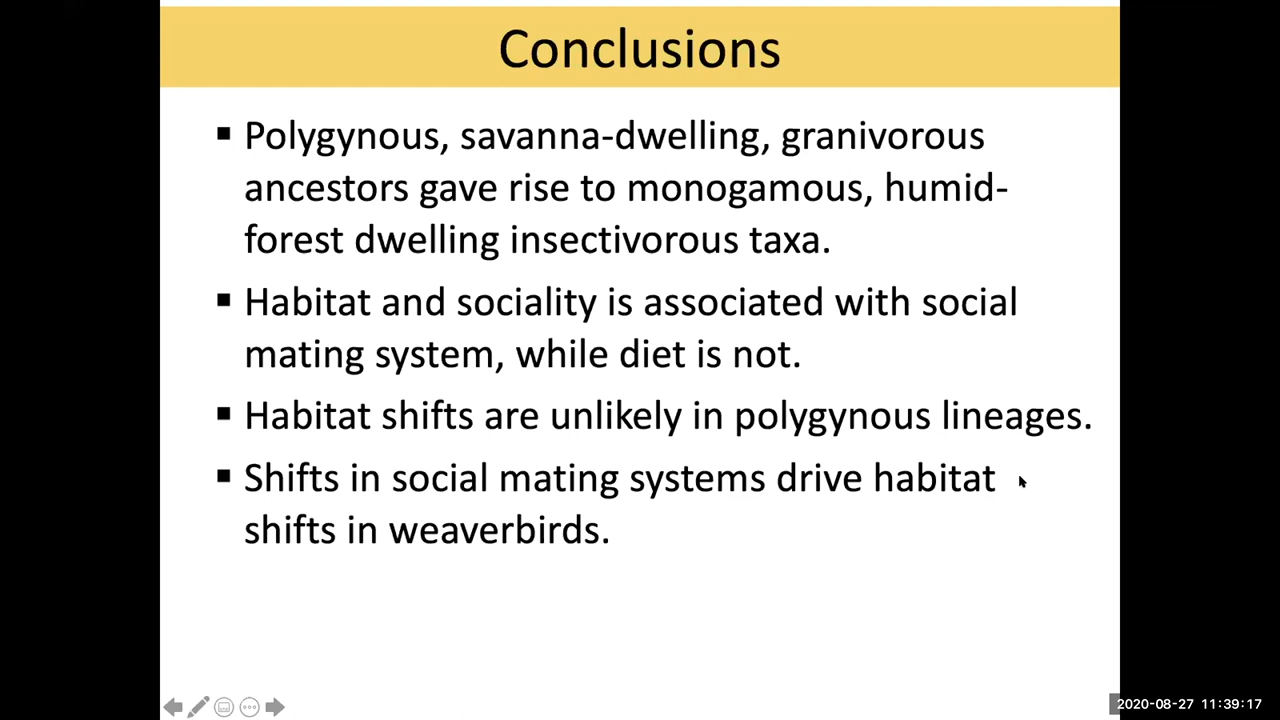 Conclusions
▪ Polygynous, savanna-dwelling, granivorous
ancestors gave rise to monogamous, humid-
forest dwelling insectivorous taxa.
▪ Habitat and sociality is associated with social
mating system, while diet is not.
▪ Habitat shifts are unlikely in polygynous lineages.
▪ Shifts in social mating systems drive habitat
shifts in weaverbirds.
2020-08-27 11:39:17